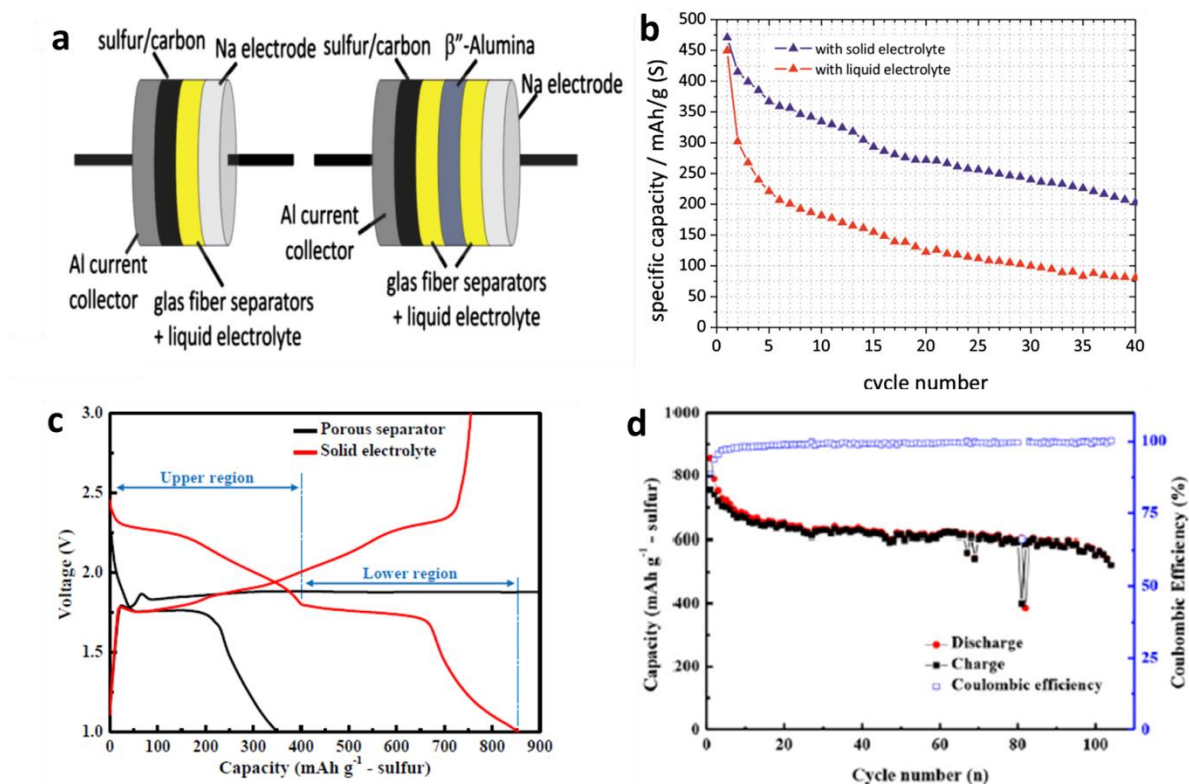 a
sulfur/carbon
Na electrode
Al current
collector
glas fiber separators
+ liquid electrolyte
sulfur/carbon
β"-Alumina
Na electrode
Al current
collector
glas fiber separators
+ liquid electrolyte
b
specific capacity / mAh/g (S)
500
450
400
350
300
250
200
150
100
50
0
with solid electrolyte
with liquid electrolyte
0 5 10 15 20 25 30 35 40
cycle number
c
Voltage (V)
3.0
2.5
2.0
1.5
1.0
Porous separator
Solid electrolyte
Upper region
Lower region
0 100 200 300 400 500 600 700 800 900
Capacity (mAh g⁻¹ - sulfur)
d
Capacity (mAh g⁻¹ - sulfur)
1000
800
600
400
200
0
Discharge
Charge
Coulombic efficiency
100
75
50
25
0
Coubombic Efficiency (%)
0 20 40 60 80 100
Cycle number (n)